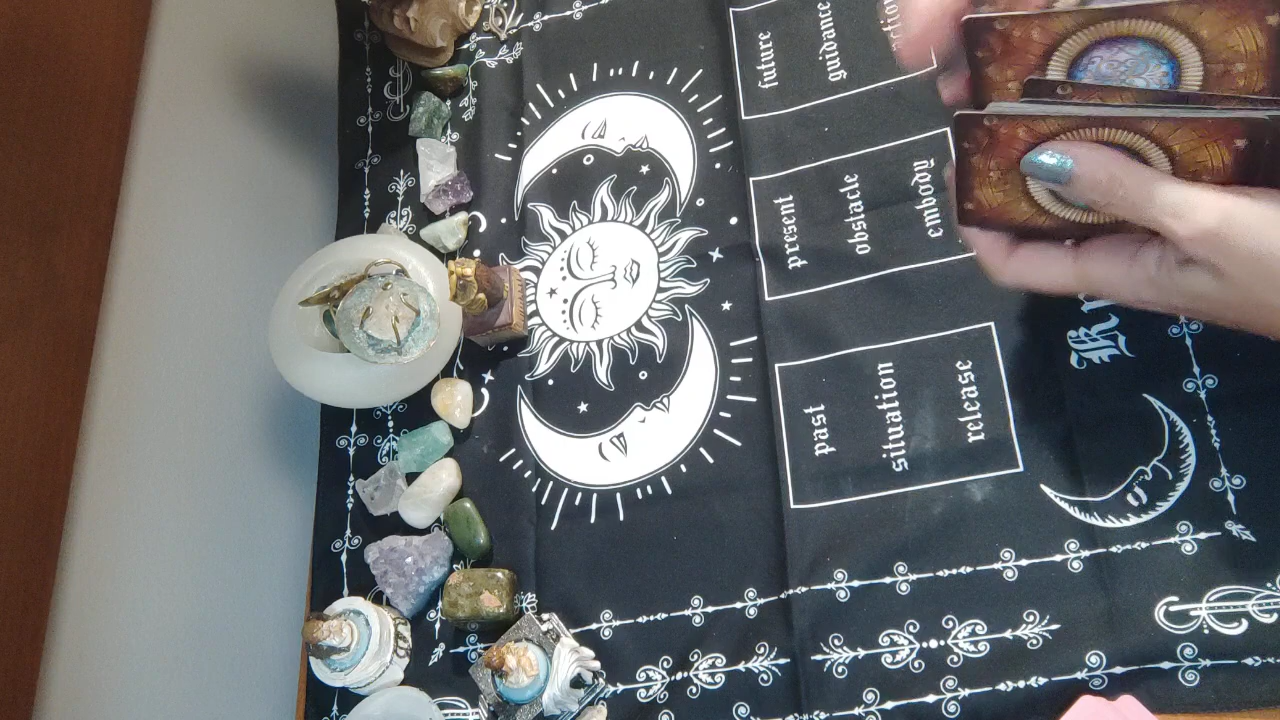 past
situation
release
present
obstacle
embody
future
guidance